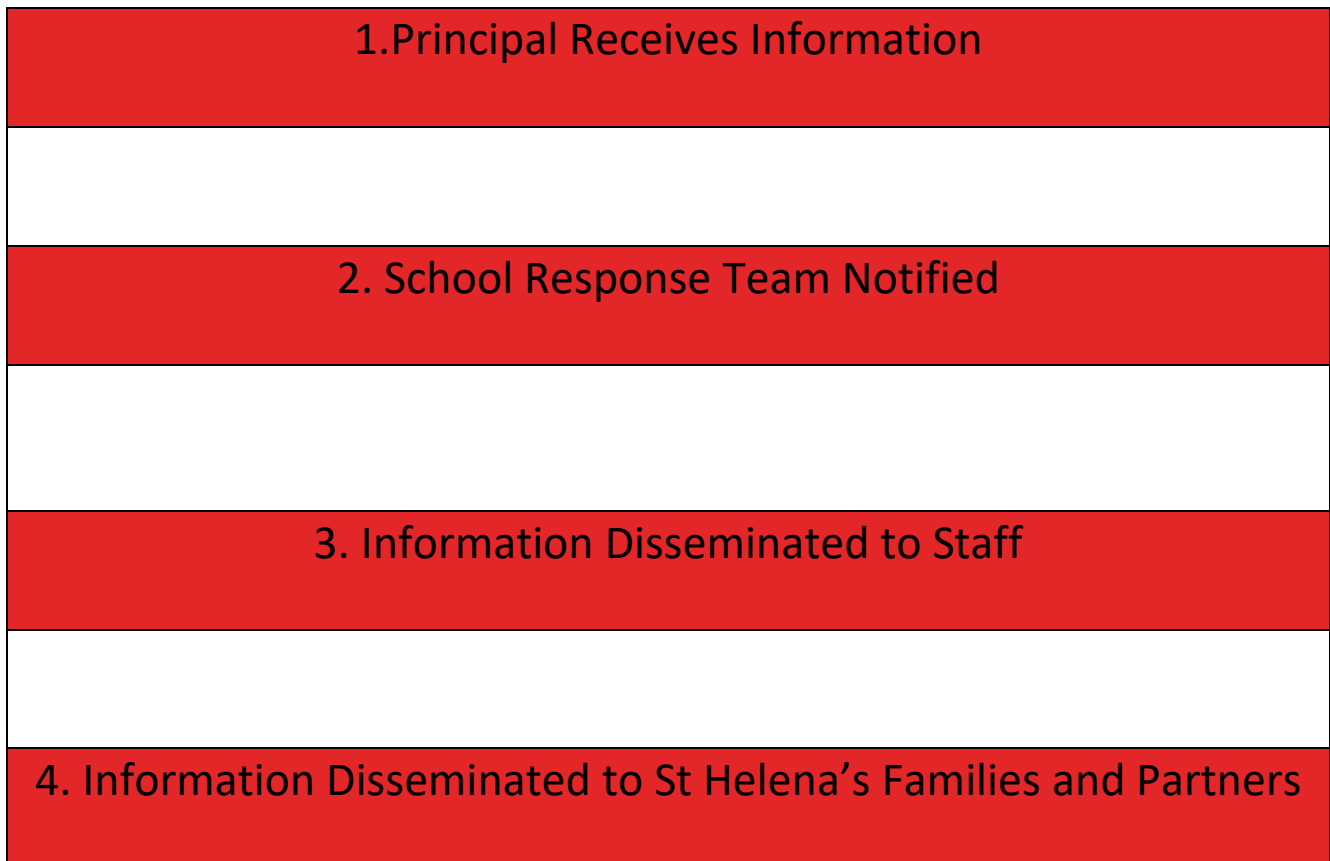 1.Principal Receives Information
2. School Response Team Notified
3. Information Disseminated to Staff
4. Information Disseminated to St Helena’s Families and Partners